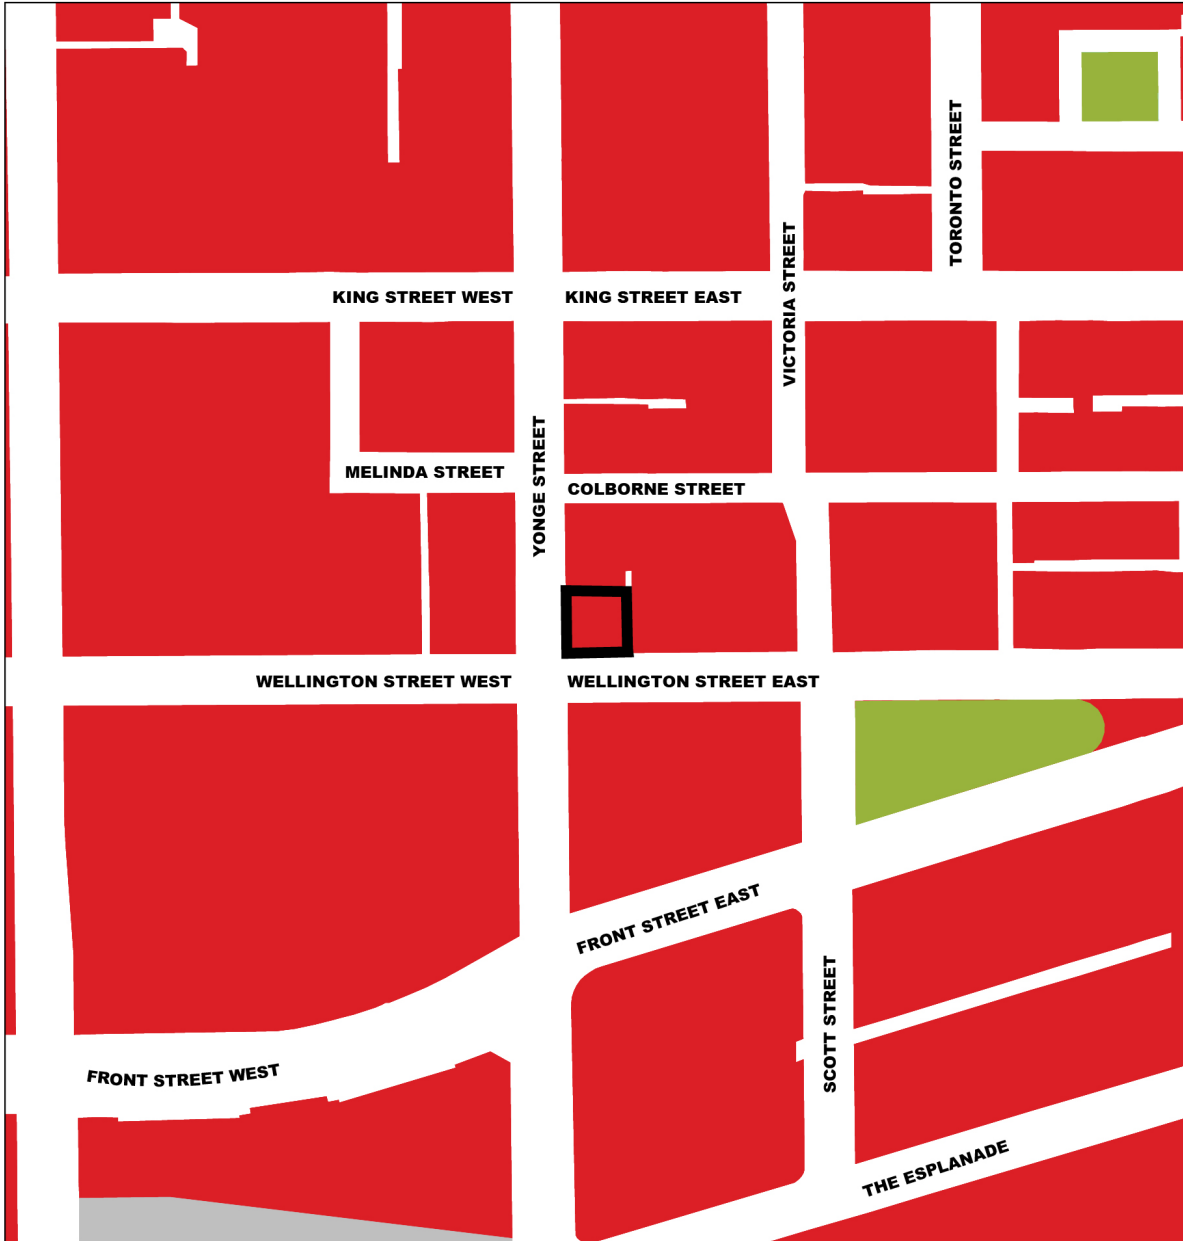 TORONTO STREET
VICTORIA STREET
KING STREET WEST
KING STREET EAST
YONGE STREET
MELINDA STREET
COLBORNE STREET
WELLINGTON STREET WEST
WELLINGTON STREET EAST
FRONT STREET EAST
SCOTT STREET
FRONT STREET WEST
THE ESPLANADE